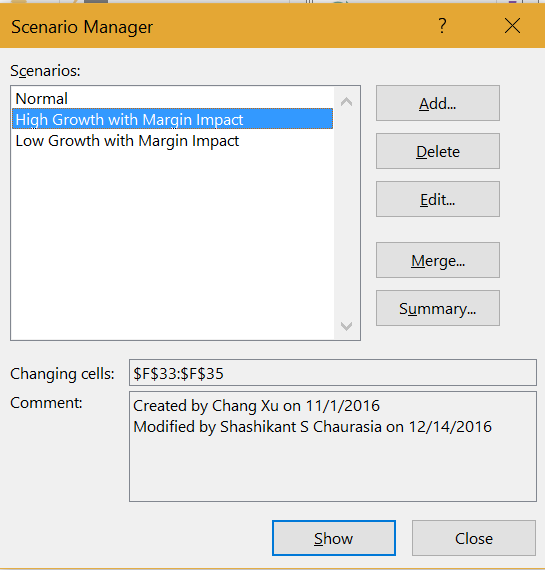 Scenario Manager
?
Scenarios:
Normal
High Growth with Margin Impact
Low Growth with Margin Impact
Add...
Delete
Edit...
Merge...
Summary...
Changing cells: $F$33:$F$35
Comment: Created by Chang Xu on 11/1/2016
Modified by Shashikant S Chaurasia on 12/14/2016
Show Close